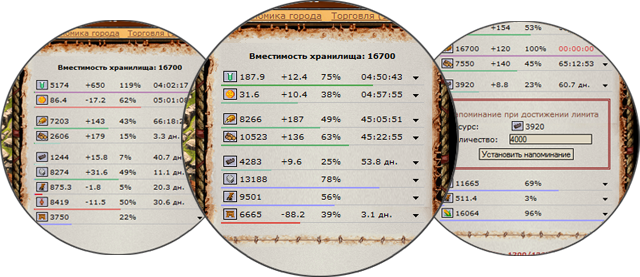 омика города Торговля г
Вместимость хранилища: 16700
5174 +650 119% 04:02:17
86.4 -17.2 62% 05:01:08
7203 +143 43% 66:18:2
2606 +179 15% 3.3 дн.
1244 +15.8 7% 40.7 дн.
8274 +31.6 49% 11.1 дн.
875.3 -1.8 5% 20.3 дн.
8419 -11.5 50% 30.6 дн.
3750 22%
омика города Торговля г
Вместимость хранилища: 16700
187.9 +12.4 75% 04:50:43
31.6 +10.4 38% 04:57:55
8266 +187 49% 45:05:51
10523 +136 63% 45:22:55
4283 +9.6 25% 53.8 дн.
13188 78%
9501 56%
6665 -88.2 39% 3.1 дн.
+154 53%
16700 +120 100% 00:00:00
7550 +140 45% 65:12:53
3920 +8.8 23% 60.7 дн.
апоминание при достижении лимита
сурс: 3920
личество: 4000
Установить напоминание
11665 69%
511.4 3%
16064 96%